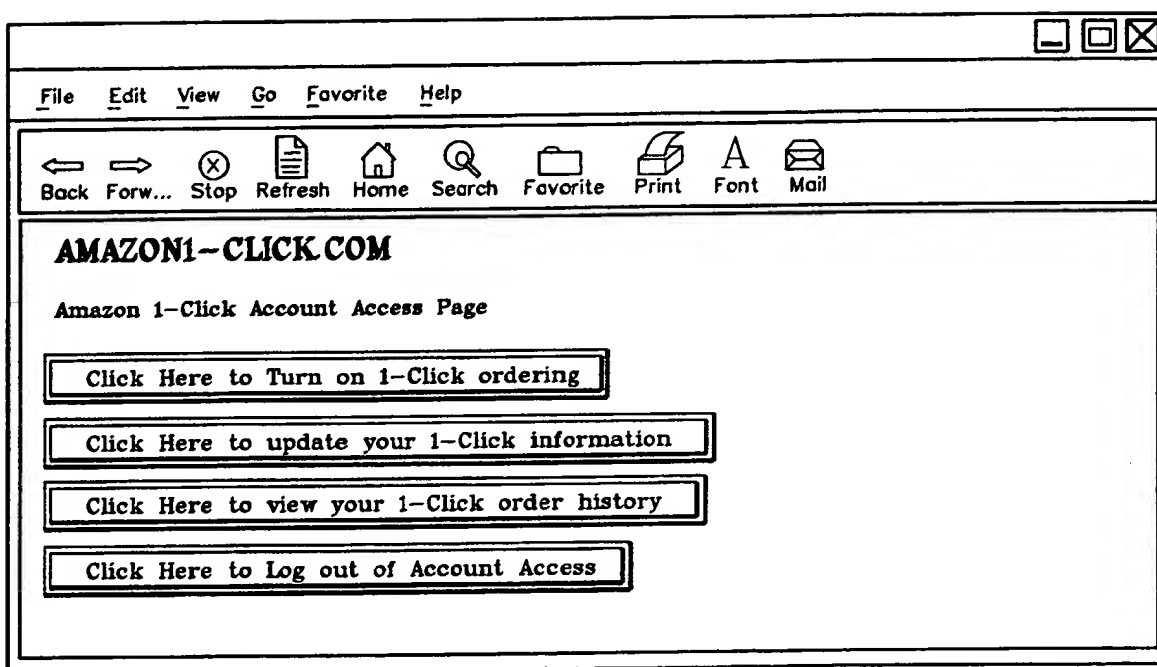 File Edit View Go Favorite Help
Back Forw... Stop Refresh Home Search Favorite Print Font Mail
A
AMAZON1-CLICK.COM
Amazon 1-Click Account Access Page
Click Here to Turn on 1-Click ordering
Click Here to update your 1-Click information
Click Here to view your 1-Click order history
Click Here to Log out of Account Access